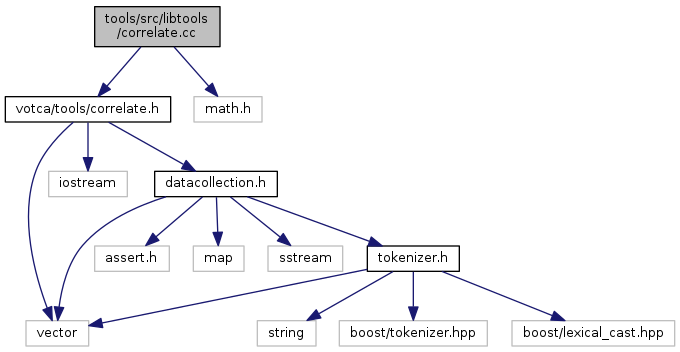 tools/src/libtools
/correlate.cc
votca/tools/correlate.h
math.h
iostream
datacollection.h
assert.h
map
sstream
tokenizer.h
vector
string
boost/tokenizer.hpp
boost/lexical_cast.hpp